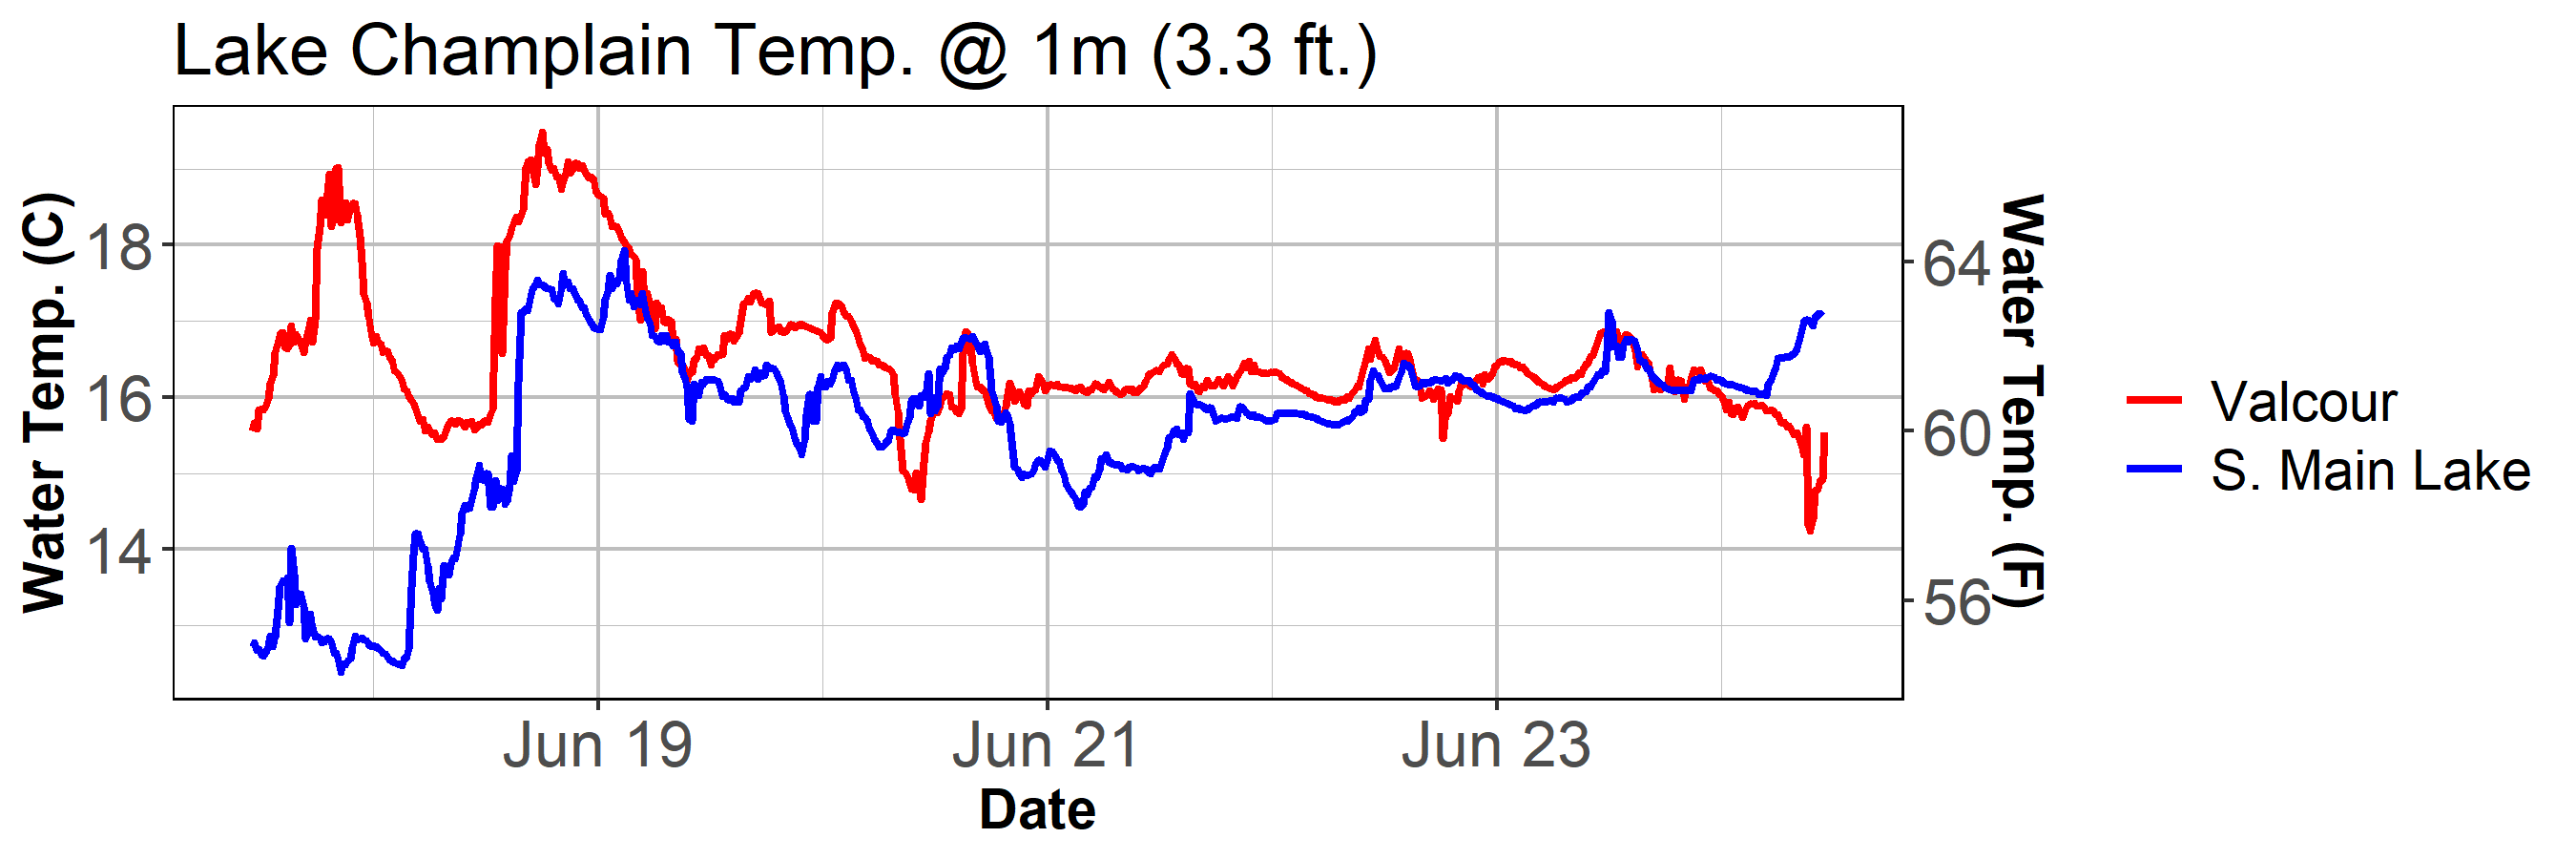 Lake Champlain Temp. @ 1m (3.3 ft.)
Water Temp. (C)
18
16
14
64
60
56
Water Temp. (F)
Jun 19
Jun 21
Jun 23
Date
Valcour
S. Main Lake